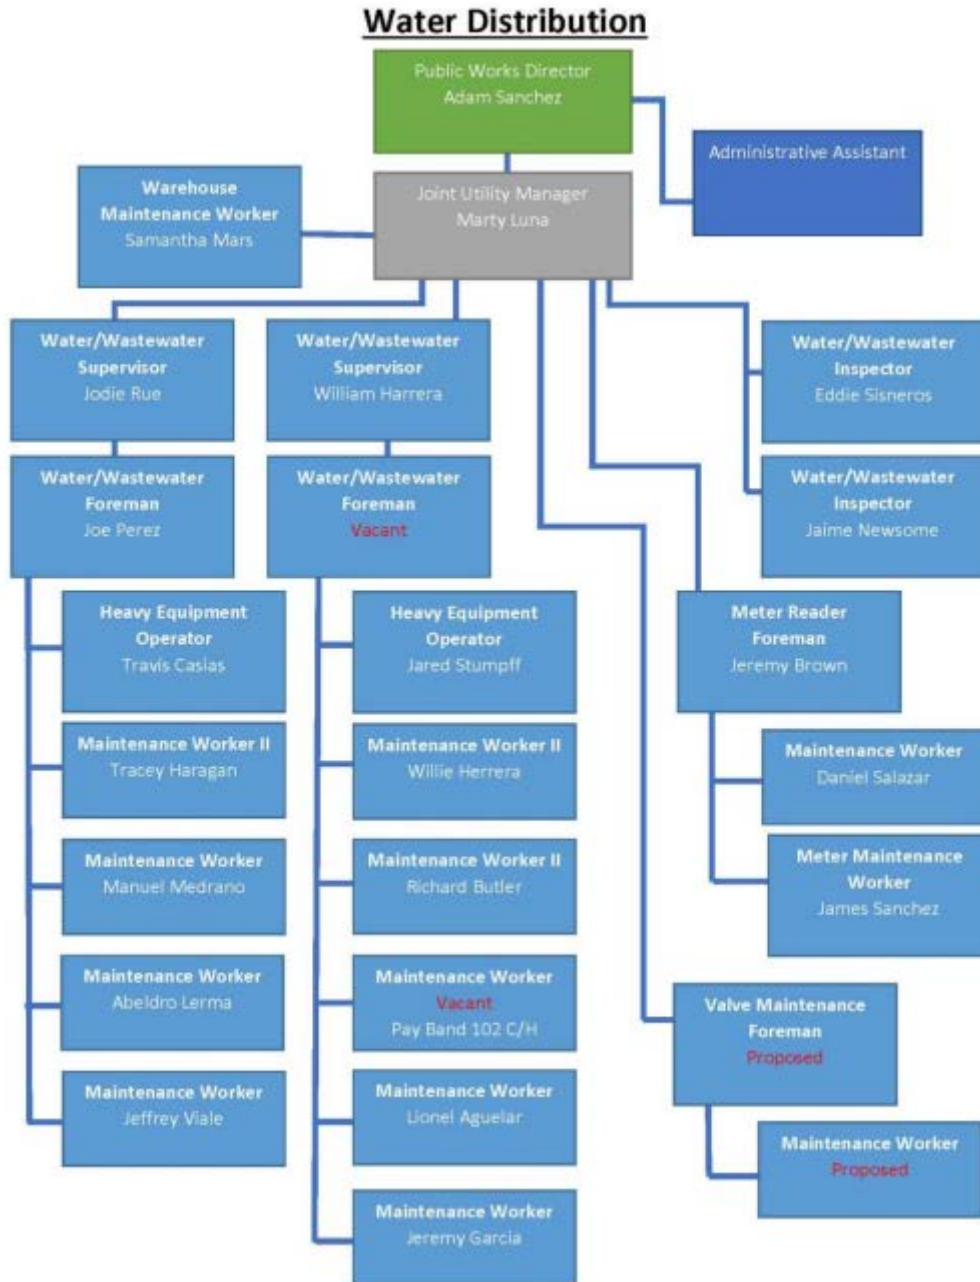 Water Distribution
Public Works Director
Adam Sanchez
Administrative Assistant
Warehouse
Maintenance Worker
Samantha Mars
Joint Utility Manager
Marty Luna
Water/Wastewater
Supervisor
Jodie Rue
Water/Wastewater
Supervisor
William Harrera
Water/Wastewater
Inspector
Eddie Sisneros
Water/Wastewater
Foreman
Joe Perez
Water/Wastewater
Foreman
Vacant
Water/Wastewater
Inspector
Jaime Newsome
Heavy Equipment
Operator
Travis Casias
Heavy Equipment
Operator
Jared Stumpff
Meter Reader
Foreman
Jeremy Brown
Maintenance Worker II
Tracey Haragan
Maintenance Worker II
Willie Herrera
Maintenance Worker
Daniel Salazar
Maintenance Worker
Manuel Medrano
Maintenance Worker II
Richard Butler
Meter Maintenance
Worker
James Sanchez
Maintenance Worker
Abeldro Lerma
Maintenance Worker
Vacant
Pay Band 102 C/H
Valve Maintenance
Foreman
Proposed
Maintenance Worker
Jeffrey Viale
Maintenance Worker
Lionel Aguelar
Maintenance Worker
Proposed
Maintenance Worker
Jeremy Garcia